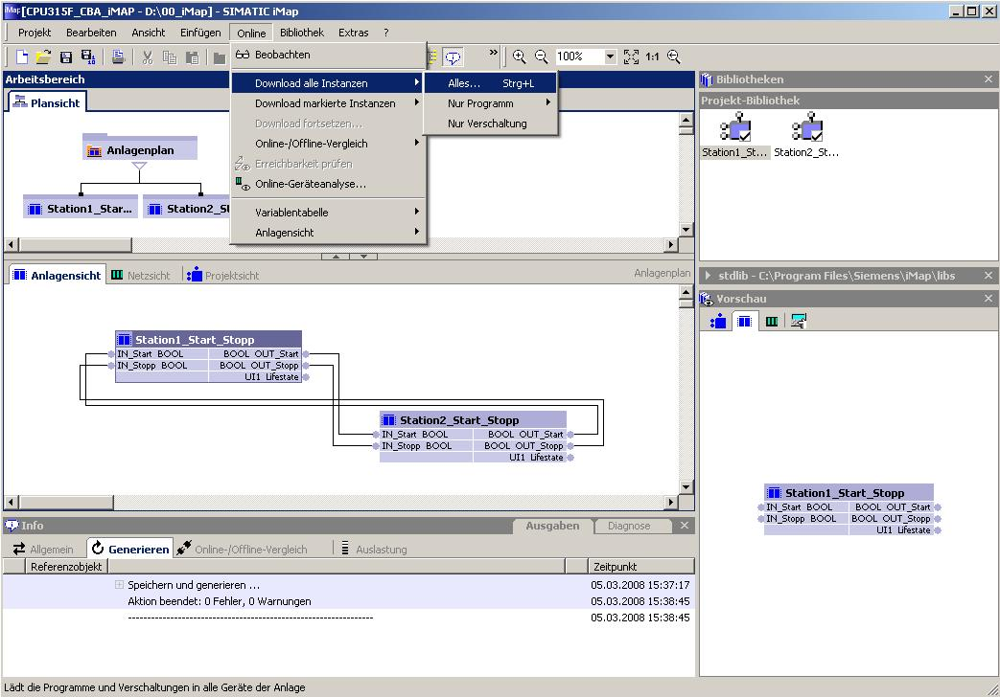 [CPU315F_CBA_iMAP - D:\00_iMap] - SIMATIC iMap
Projekt Bearbeiten Ansicht Einfügen Online Bibliothek Extras ?
100% 1:1
Arbeitsbereich
Plansicht
Anlagenplan
Station1_Star...
Station2_S
Beobachten
Download alle Instanzen
Download markierte Instanzen
Download fortsetzen...
Online-/Offline-Vergleich
Erreichbarkeit prüfen
Online-Geräteanalyse...
Variablentabelle
Anlagensicht
Alles... Strg+L
Nur Programm
Nur Verschaltung
Bibliotheken
Projekt-Bibliothek
Station1_St... Station2_St...
stdlib - C:\Program Files\Siemens\iMap\libs
Vorschau
Station1_Start_Stopp
IN_Start BOOL BOOL OUT_Start
IN_Stopp BOOL BOOL OUT_Stopp
UI1 Lifestate
Anlagensicht Netzsicht Projektsicht Anlagenplan
Station1_Start_Stopp
IN_Start BOOL BOOL OUT_Start
IN_Stopp BOOL BOOL OUT_Stopp
UI1 Lifestate
Station2_Start_Stopp
IN_Start BOOL BOOL OUT_Start
IN_Stopp BOOL BOOL OUT_Stopp
UI1 Lifestate
Info Ausgaben Diagnose
Allgemein Generieren Online-/Offline-Vergleich Auslastung
Referenzobjekt Zeitpunkt
Speichern und generieren ... 05.03.2008 15:37:17
Aktion beendet: 0 Fehler, 0 Warnungen 05.03.2008 15:38:45
---------------------------------------------------------------- 05.03.2008 15:38:45
Lädt die Programme und Verschaltungen in alle Geräte der Anlage